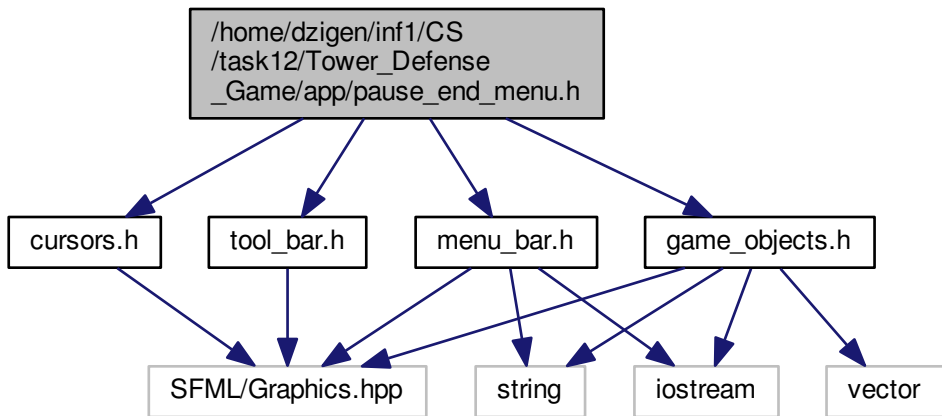 /home/dzigen/inf1/CS
/task12/Tower_Defense
_Game/app/pause_end_menu.h
cursors.h
tool_bar.h
menu_bar.h
game_objects.h
SFML/Graphics.hpp
string
iostream
vector